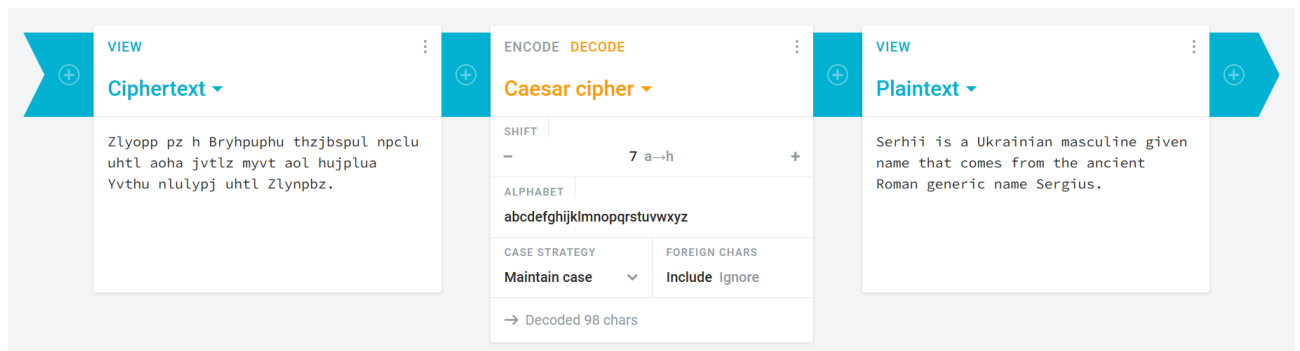 VIEW
Ciphertext
Zlyopp pz h Bryhpuphu thzjbspul npclu
uhtl aoha jvtlz myvt aol hujplua
Yvthu nlulypj uhtl Zlynpbz.
ENCODE DECODE
Caesar cipher
SHIFT
− 7 a→h +
ALPHABET
abcdefghijklmnopqrstuvwxyz
CASE STRATEGY FOREIGN CHARS
Maintain case Include Ignore
→ Decoded 98 chars
VIEW
Plaintext
Serhii is a Ukrainian masculine given
name that comes from the ancient
Roman generic name Sergius.